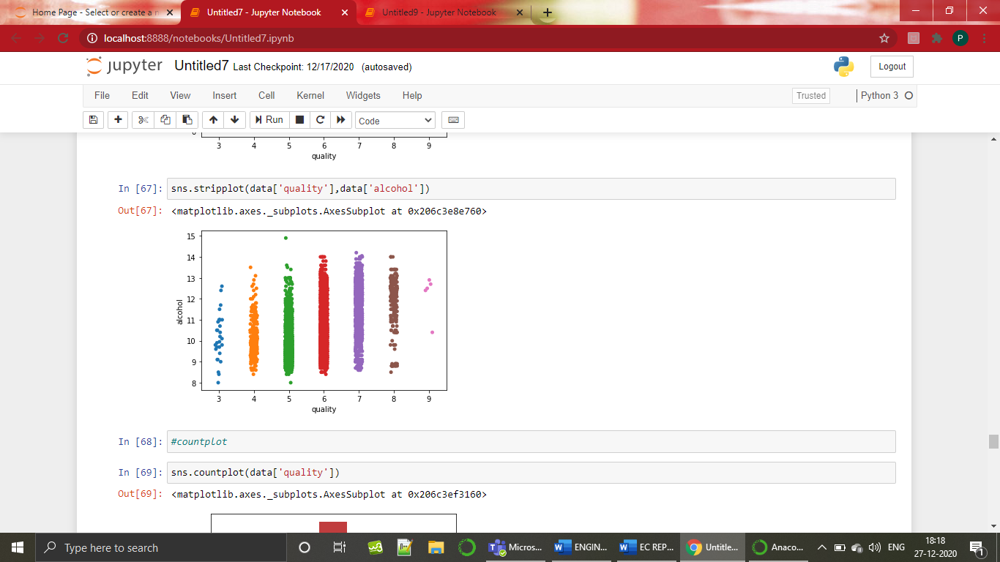 Home Page - Select or create a n
Untitled7 - Jupyter Notebook
Untitled9 - Jupyter Notebook
localhost:8888/notebooks/Untitled7.ipynb
P
jupyter Untitled7 Last Checkpoint: 12/17/2020 (autosaved)
Logout
File Edit View Insert Cell Kernel Widgets Help
Trusted
Python 3
Run
Code
0
3 4 5 6 7 8 9
quality
In [67]: sns.stripplot(data['quality'],data['alcohol'])
Out[67]: <matplotlib.axes._subplots.AxesSubplot at 0x206c3e8e760>
15
14
13
12
11
10
9
8
alcohol
3 4 5 6 7 8 9
quality
In [68]: #countplot
In [69]: sns.countplot(data['quality'])
Out[69]: <matplotlib.axes._subplots.AxesSubplot at 0x206c3ef3160>
Type here to search
Micros...
ENGIN...
EC REP...
Untitle...
Anaco...
ENG
18:18
27-12-2020
1